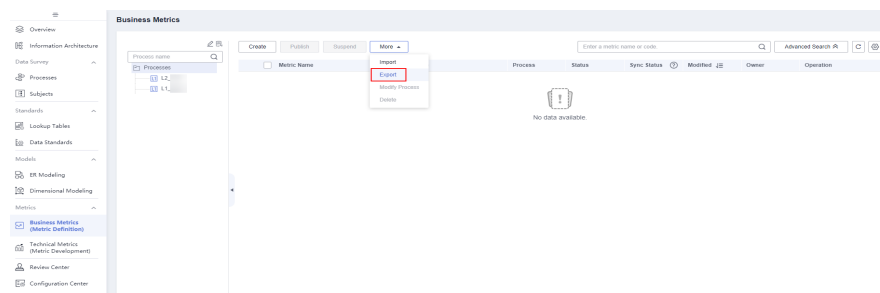 Business Metrics
Overview
Information Architecture
Data Survey
Processes
Subjects
Standards
Lookup Tables
Data Standards
Models
ER Modeling
Dimensional Modeling
Metrics
Business Metrics
(Metric Definition)
Technical Metrics
(Metric Development)
Review Center
Configuration Center
Process name
Processes
L2_
L1_
Create
Publish
Suspend
More
Import
Export
Modify Process
Delete
Enter a metric name or code.
Advanced Search
Metric Name
Process
Status
Sync Status
Modified
Owner
Operation
No data available.